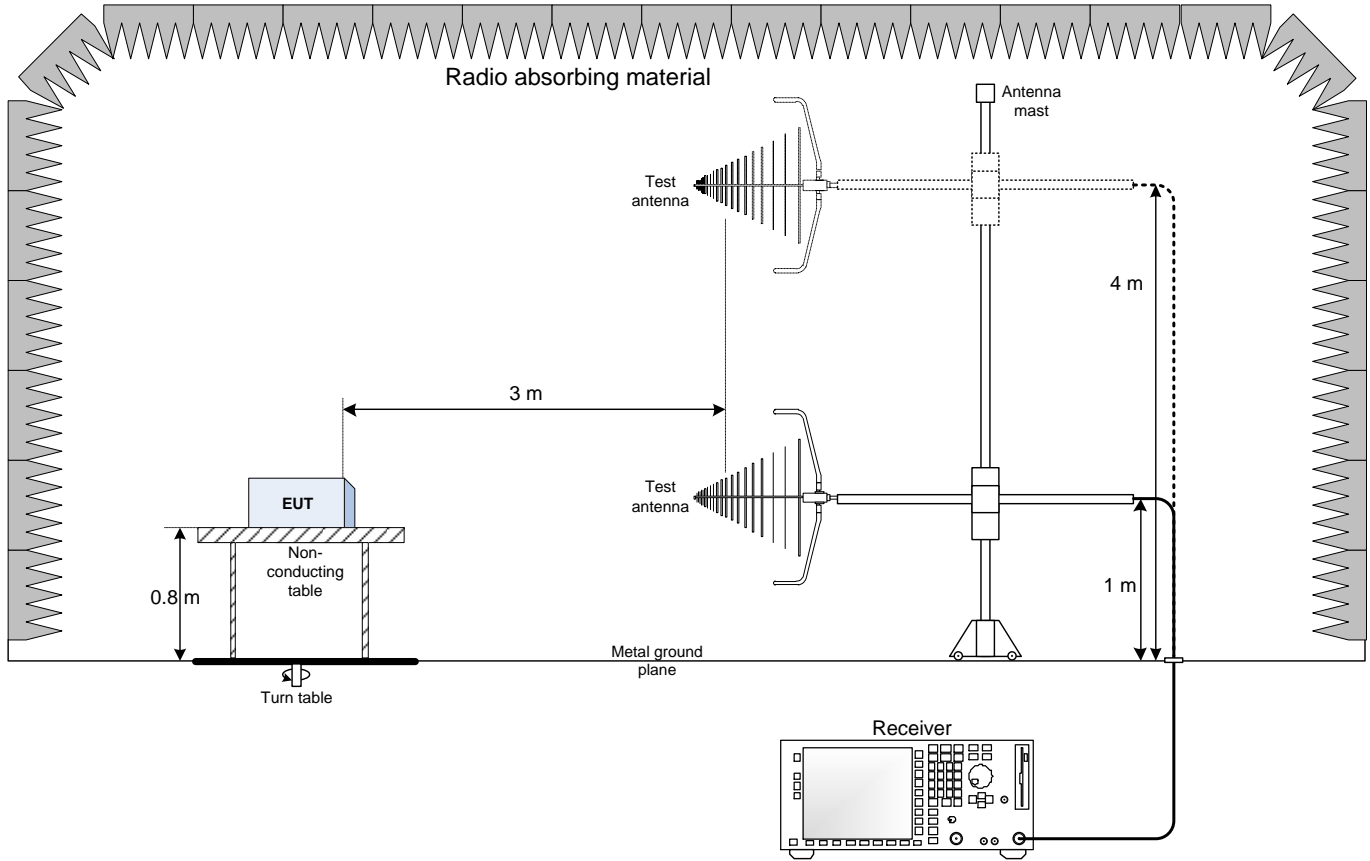 Radio absorbing material
Antenna
mast
Test
antenna
4 m
3 m
Test
antenna
EUT
Non-
conducting
table
0.8 m
1 m
Metal ground
plane
Turn table
Receiver